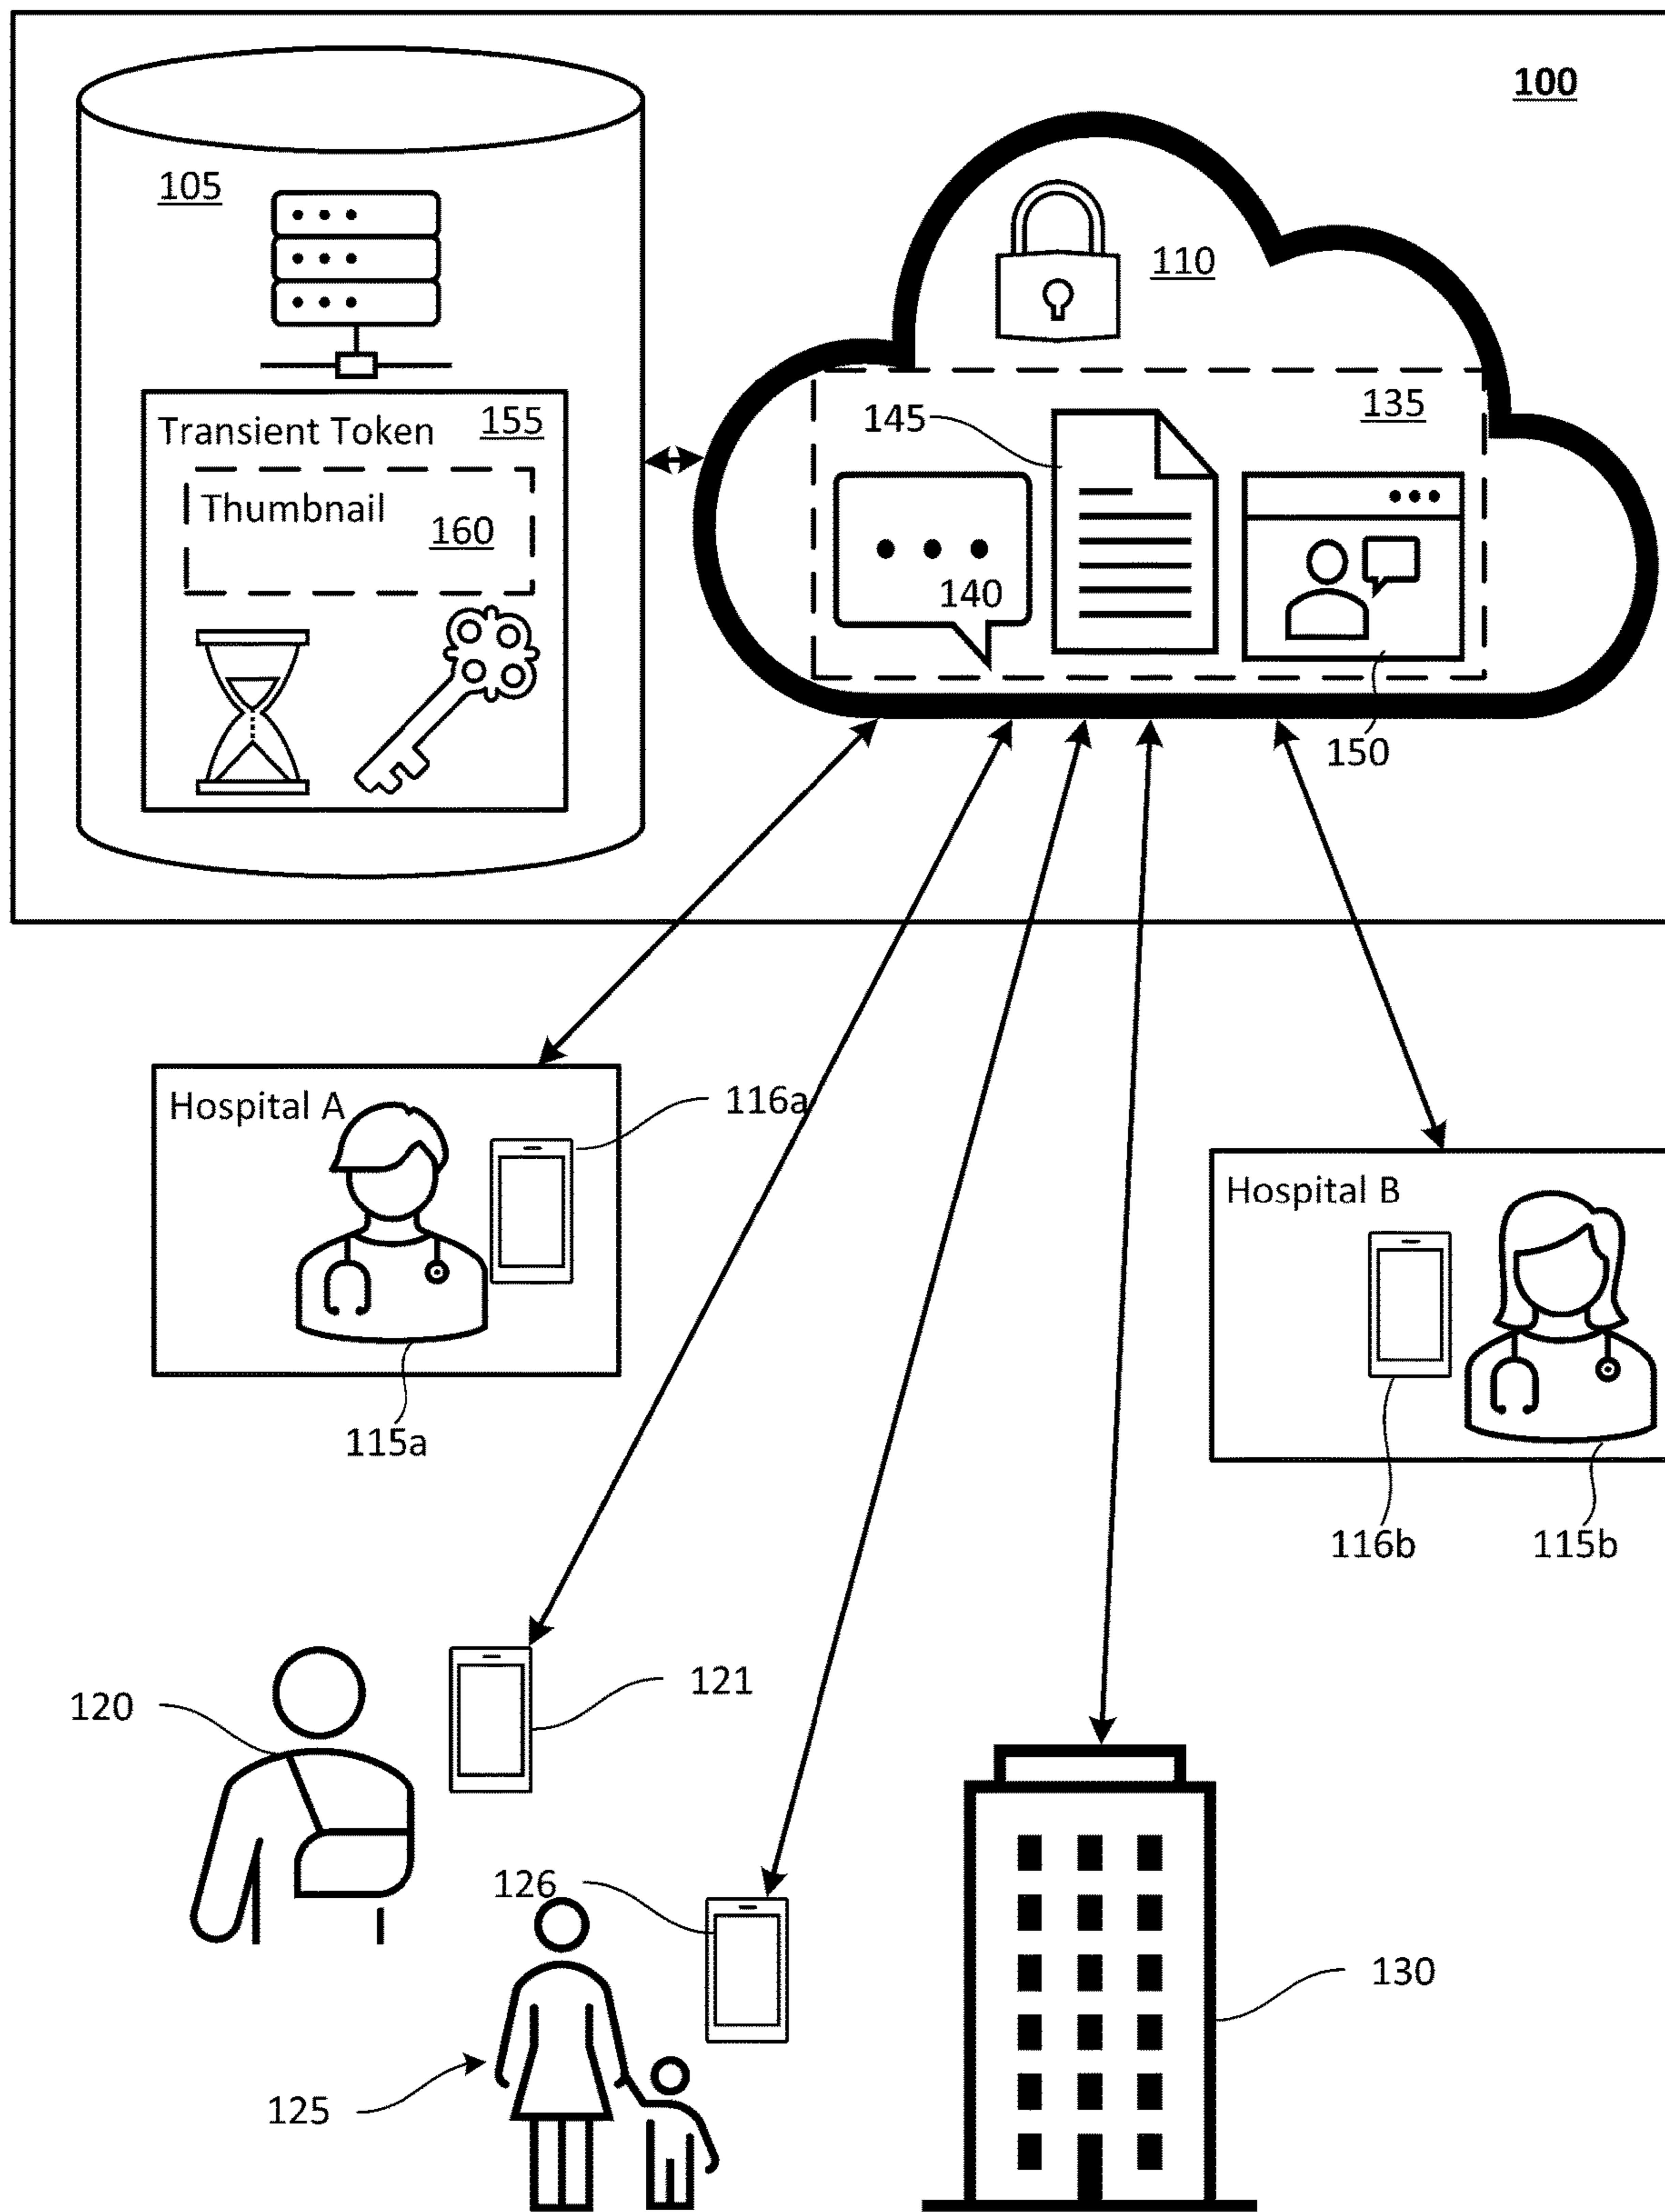 100
105
110
Transient Token
155
Thumbnail
160
145
135
140
150
Hospital A
116a
115a
Hospital B
116b
115b
120
121
126
125
130